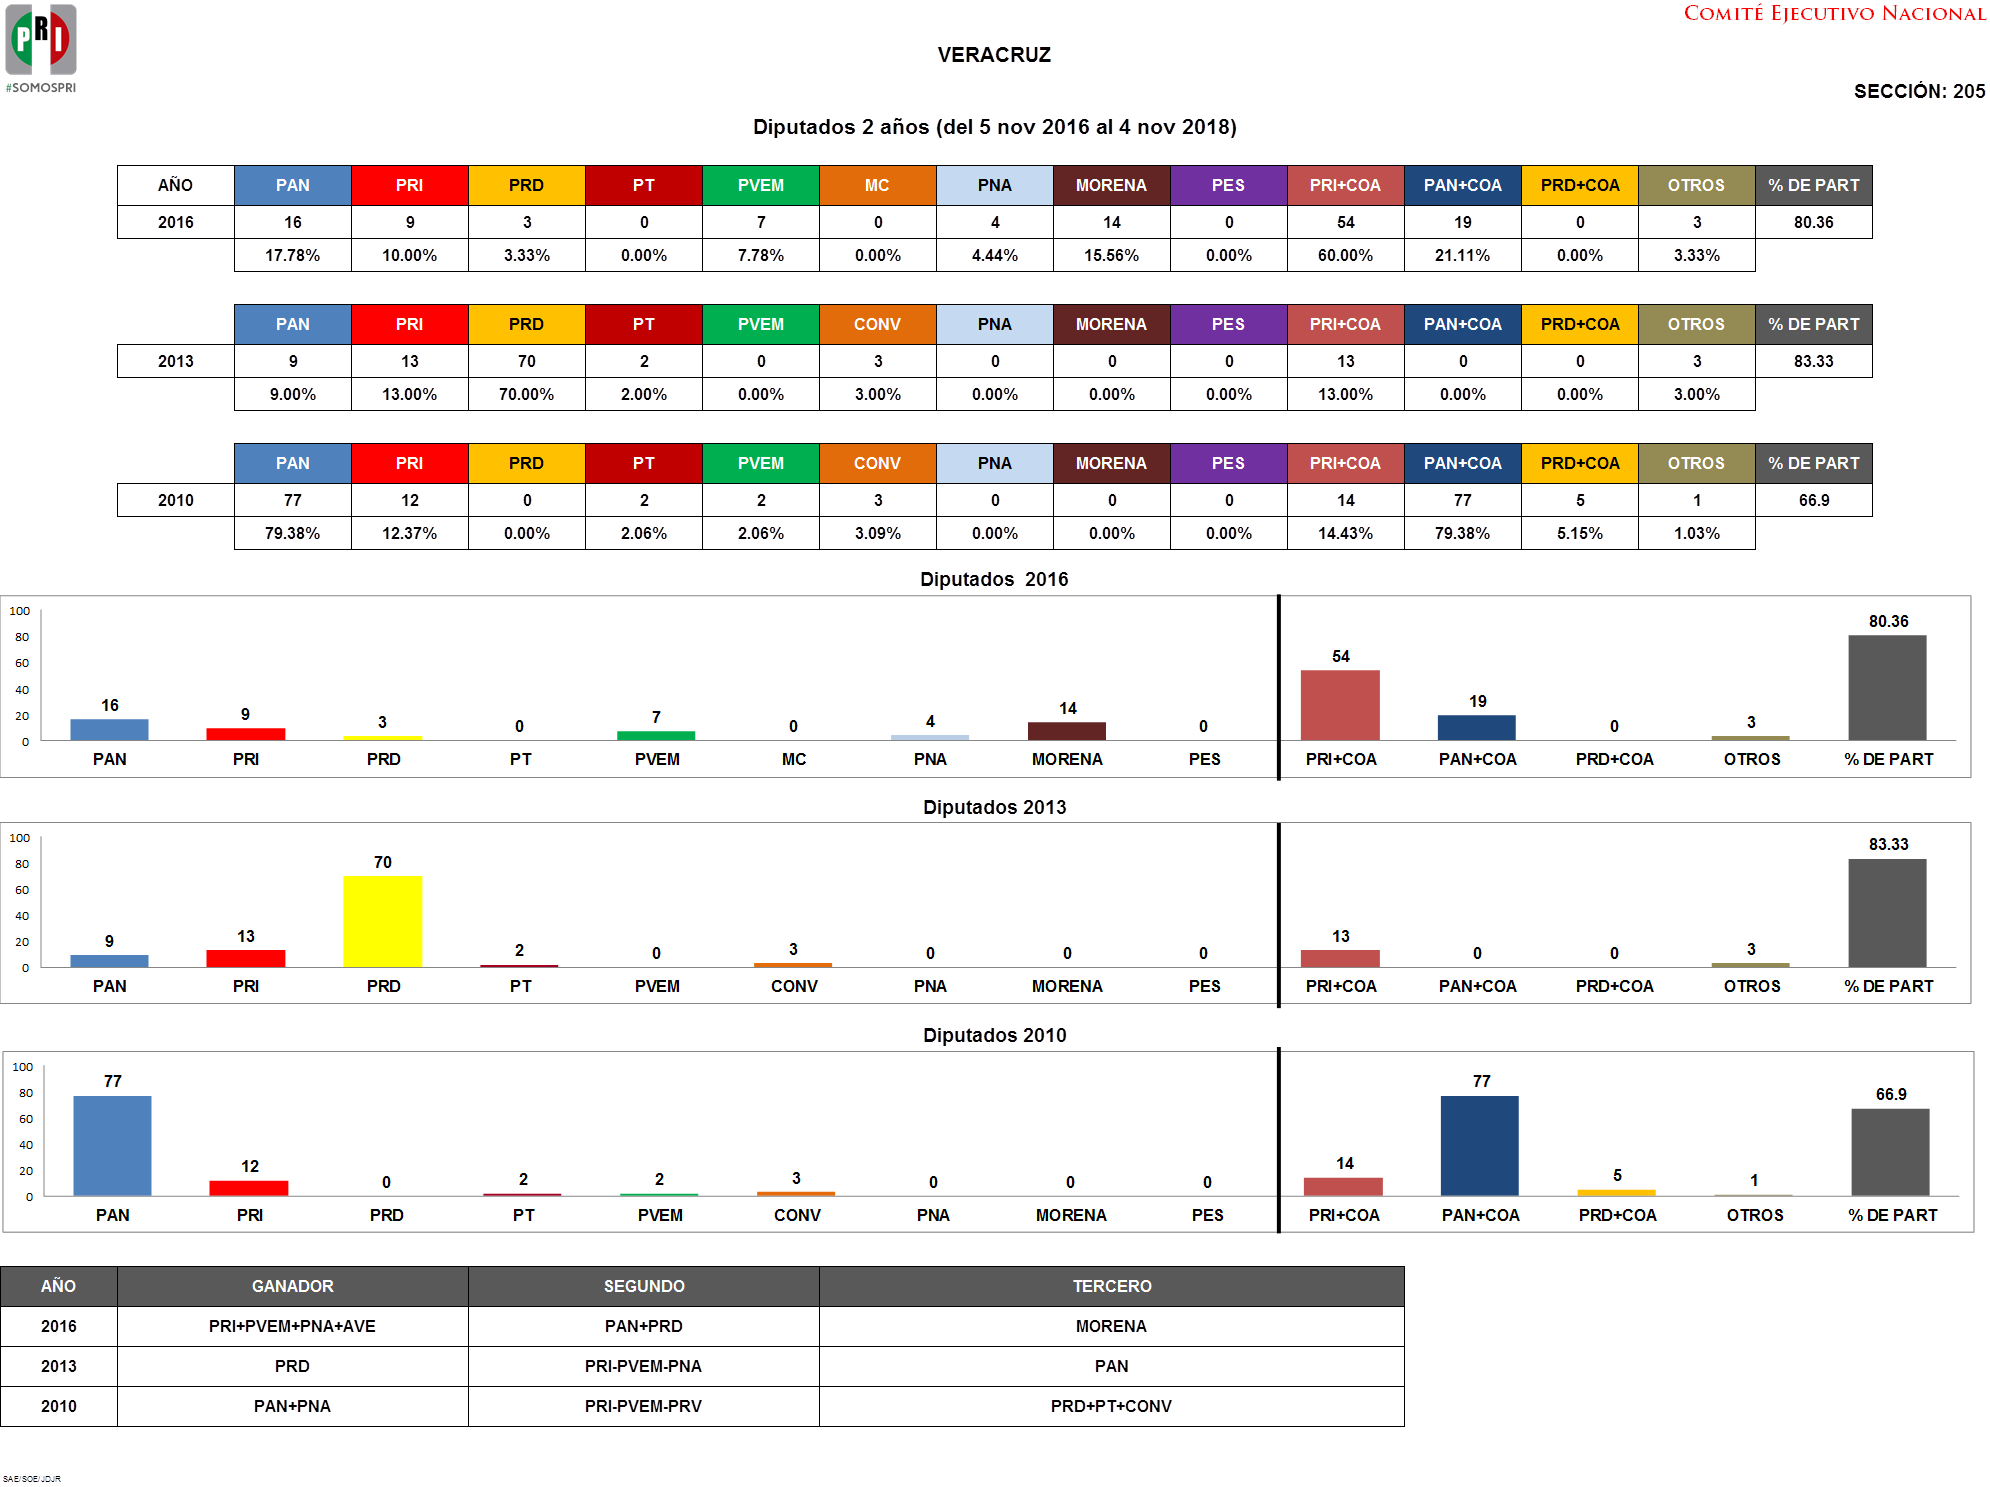 PRI
#SOMOSPRI
COMITÉ EJECUTIVO NACIONAL
VERACRUZ
SECCIÓN: 205
Diputados 2 años (del 5 nov 2016 al 4 nov 2018)
AÑO PAN PRI PRD PT PVEM MC PNA MORENA PES PRI+COA PAN+COA PRD+COA OTROS % DE PART
2016 16 9 3 0 7 0 4 14 0 54 19 0 3 80.36
17.78% 10.00% 3.33% 0.00% 7.78% 0.00% 4.44% 15.56% 0.00% 60.00% 21.11% 0.00% 3.33%
PAN PRI PRD PT PVEM CONV PNA MORENA PES PRI+COA PAN+COA PRD+COA OTROS % DE PART
2013 9 13 70 2 0 3 0 0 0 13 0 0 3 83.33
9.00% 13.00% 70.00% 2.00% 0.00% 3.00% 0.00% 0.00% 0.00% 13.00% 0.00% 0.00% 3.00%
PAN PRI PRD PT PVEM CONV PNA MORENA PES PRI+COA PAN+COA PRD+COA OTROS % DE PART
2010 77 12 0 2 2 3 0 0 0 14 77 5 1 66.9
79.38% 12.37% 0.00% 2.06% 2.06% 3.09% 0.00% 0.00% 0.00% 14.43% 79.38% 5.15% 1.03%
Diputados 2016
100
80
60
40
20
0
16 9 3 0 7 0 4 14 0 54 19 0 3 80.36
PAN PRI PRD PT PVEM MC PNA MORENA PES PRI+COA PAN+COA PRD+COA OTROS % DE PART
Diputados 2013
100
80
60
40
20
0
9 13 70 2 0 3 0 0 0 13 0 0 3 83.33
PAN PRI PRD PT PVEM CONV PNA MORENA PES PRI+COA PAN+COA PRD+COA OTROS % DE PART
Diputados 2010
100
80
60
40
20
0
77 12 0 2 2 3 0 0 0 14 77 5 1 66.9
PAN PRI PRD PT PVEM CONV PNA MORENA PES PRI+COA PAN+COA PRD+COA OTROS % DE PART
AÑO GANADOR SEGUNDO TERCERO
2016 PRI+PVEM+PNA+AVE PAN+PRD MORENA
2013 PRD PRI-PVEM-PNA PAN
2010 PAN+PNA PRI-PVEM-PRV PRD+PT+CONV
SAE/SOE/JDJR